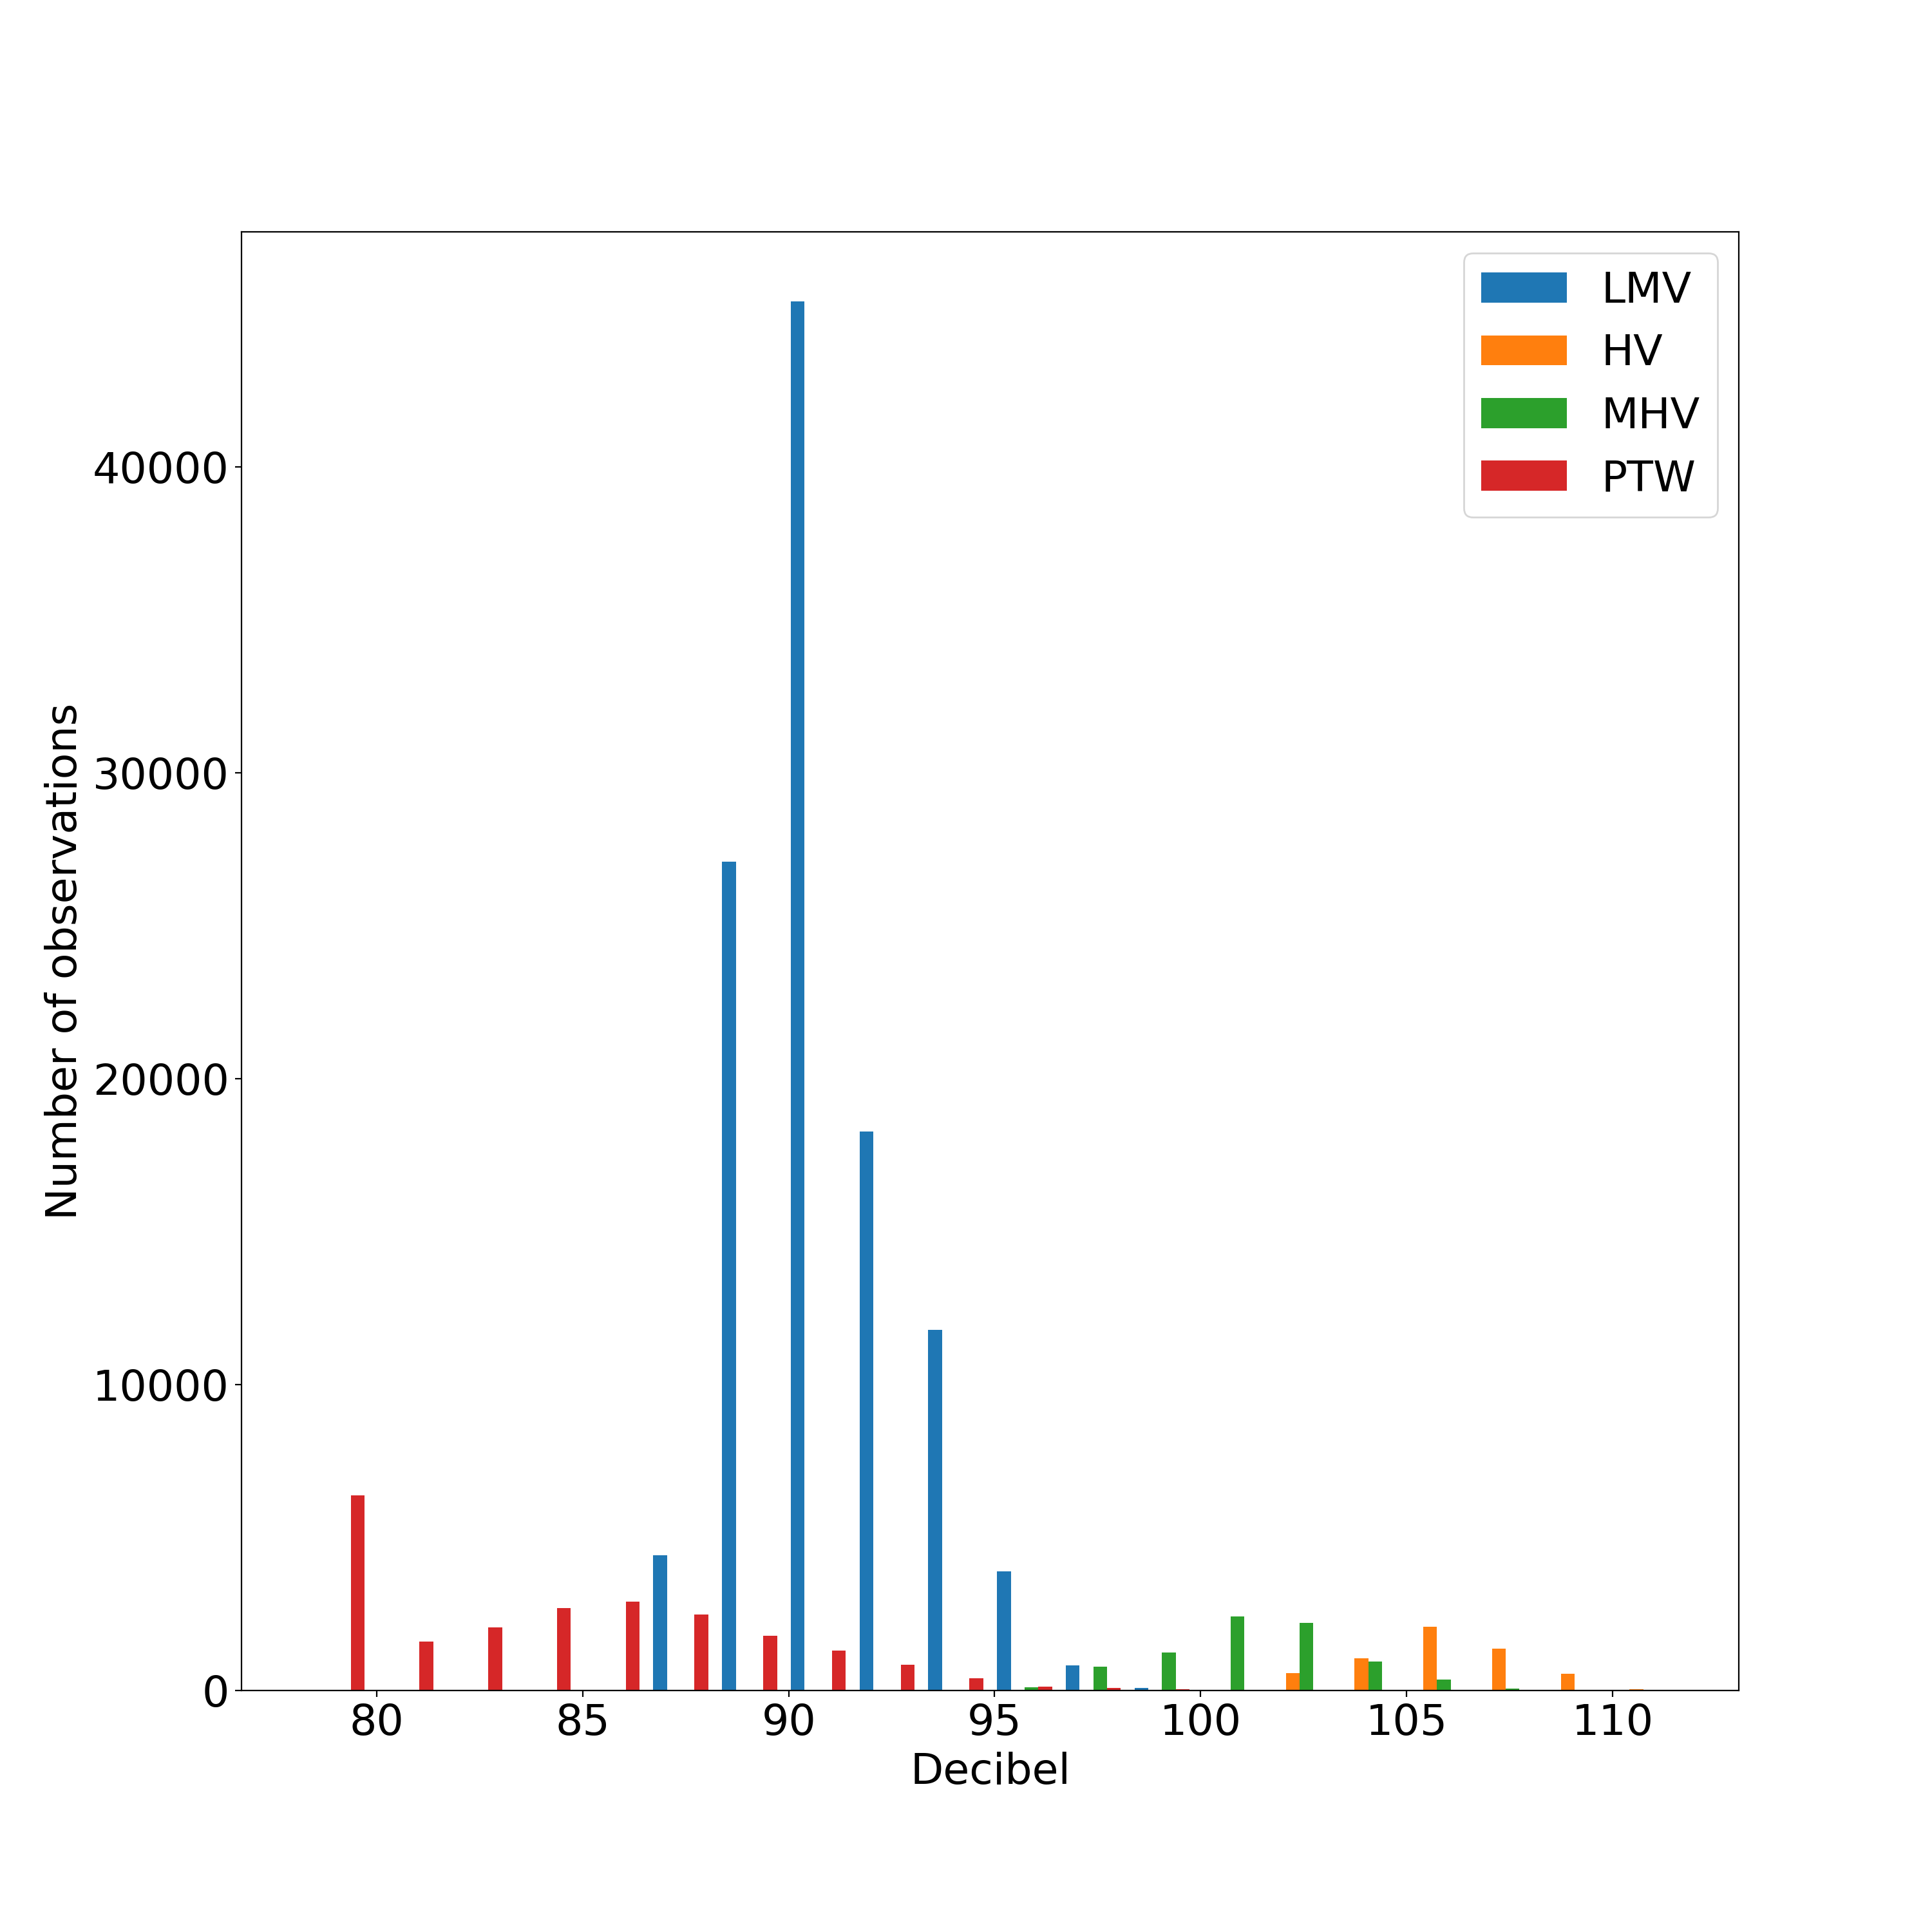 LMV
HV
MHV
PTW
Number of observations
40000
30000
20000
10000
0
80 85 90 95 100 105 110
Decibel